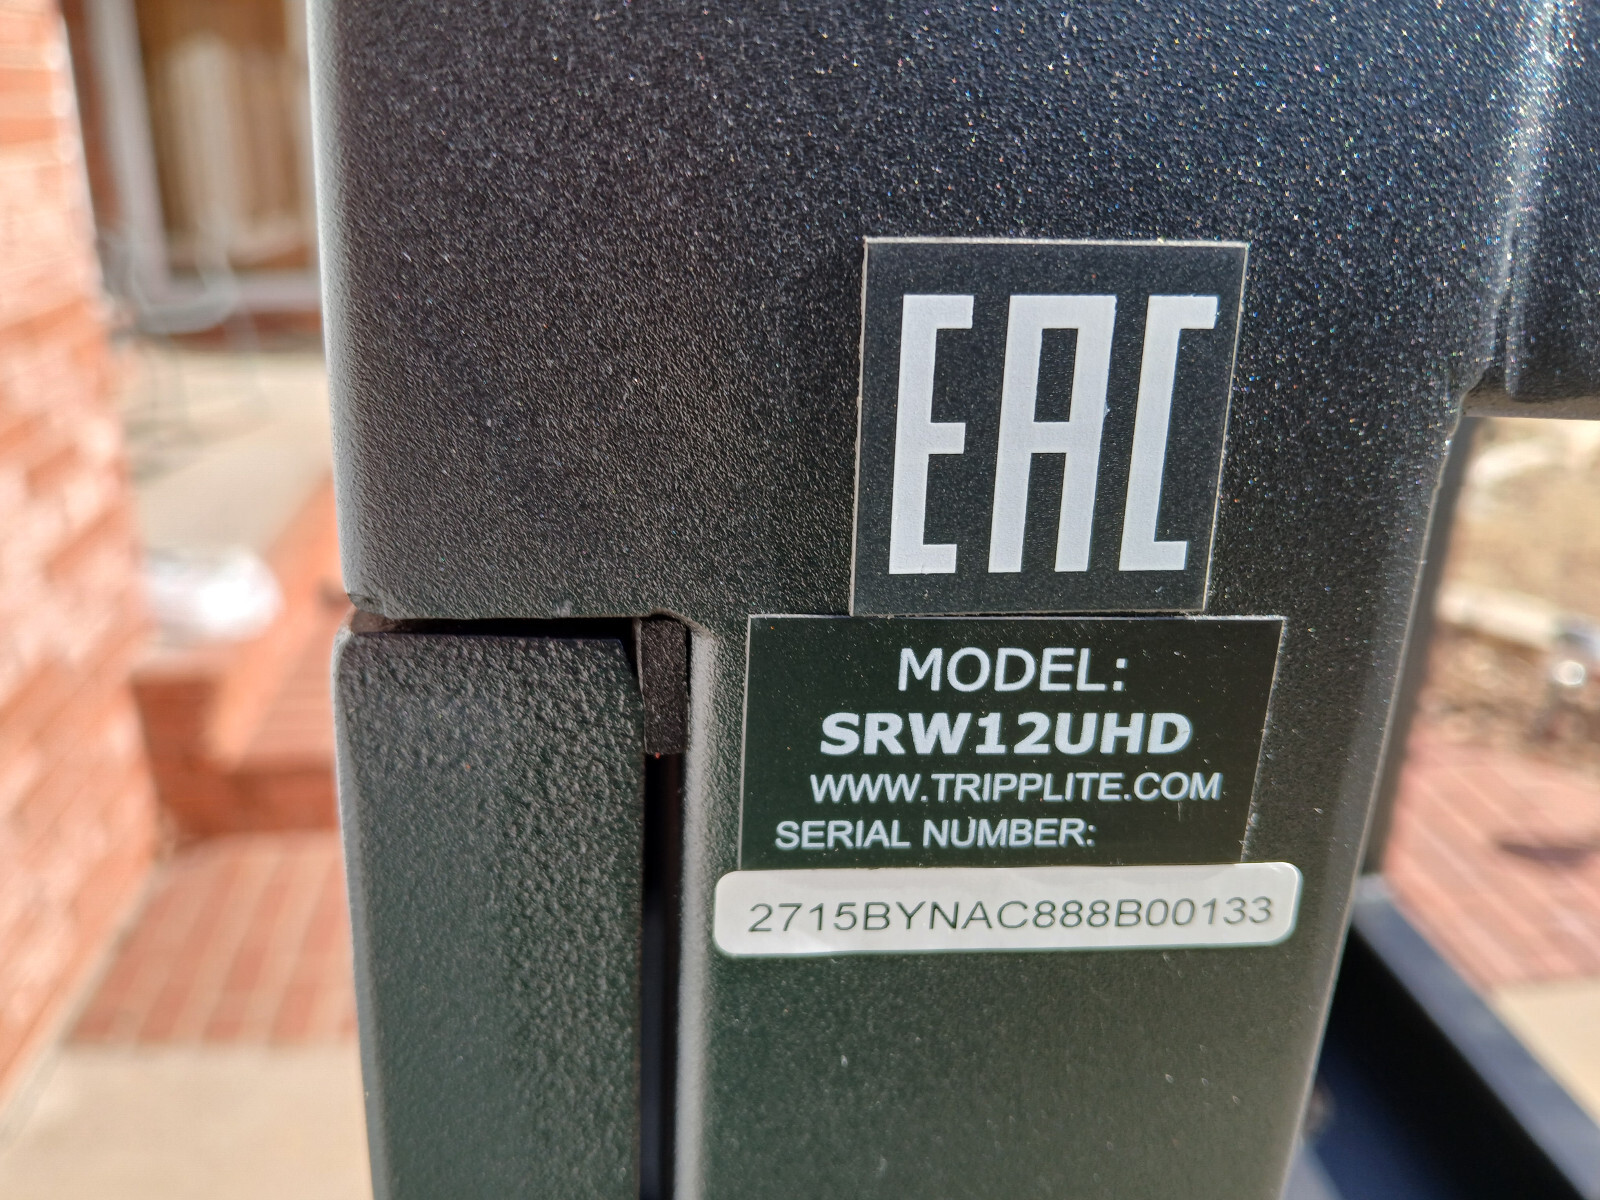 EAC
MODEL:
SRW12UHD
WWW.TRIPPLITE.COM
SERIAL NUMBER:
2715BYNAC888B00133